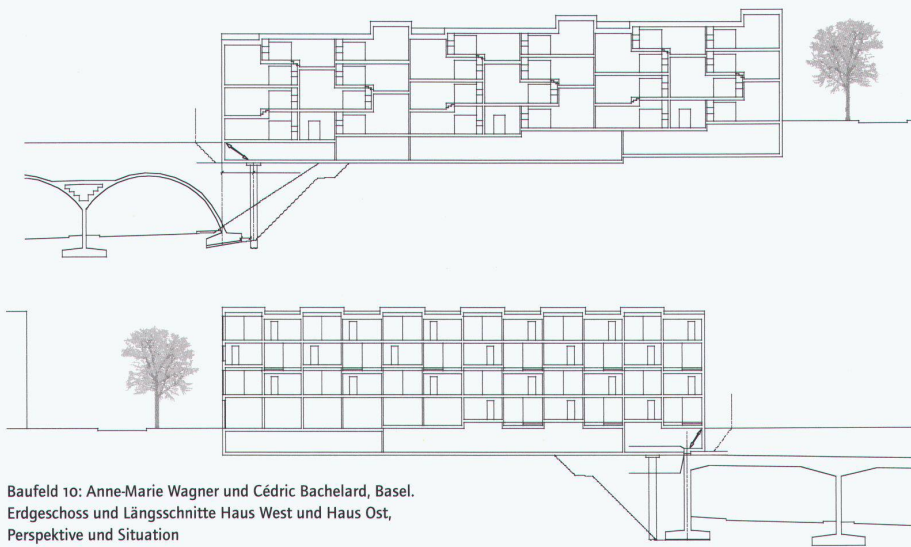 Baufeld 10: Anne-Marie Wagner und Cédric Bachelard, Basel.
Erdgeschoss und Längsschnitte Haus West und Haus Ost,
Perspektive und Situation